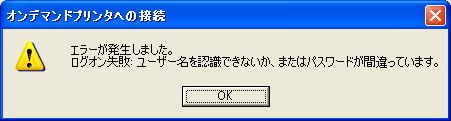 オンデマンドプリンタへの接続
エラーが発生しました。
ログオン失敗: ユーザー名を認識できないか、またはパスワードが間違っています。
OK